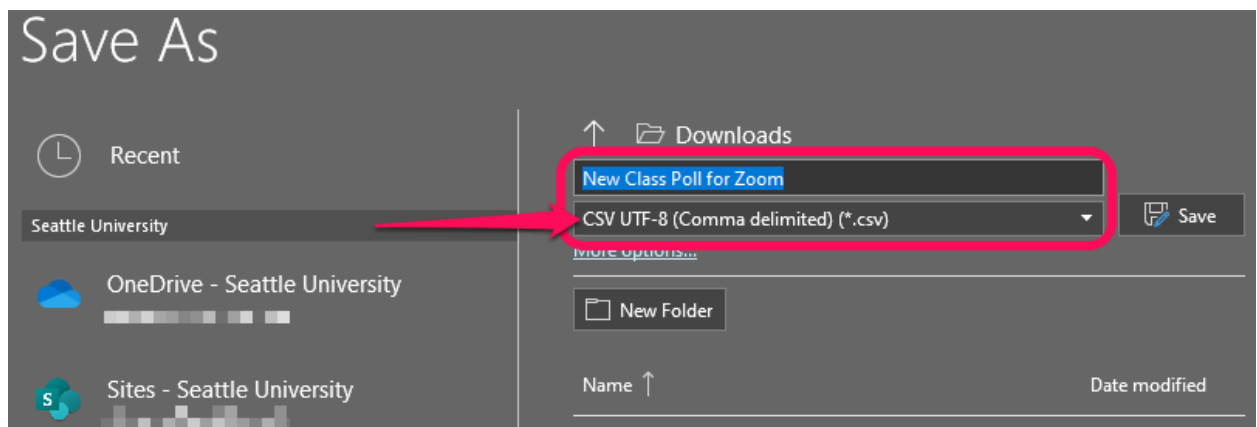 Save As
Recent
Seattle University
OneDrive - Seattle University
Sites - Seattle University
Downloads
New Class Poll for Zoom
CSV UTF-8 (Comma delimited) (*.csv)
Save
More options...
New Folder
Name
Date modified